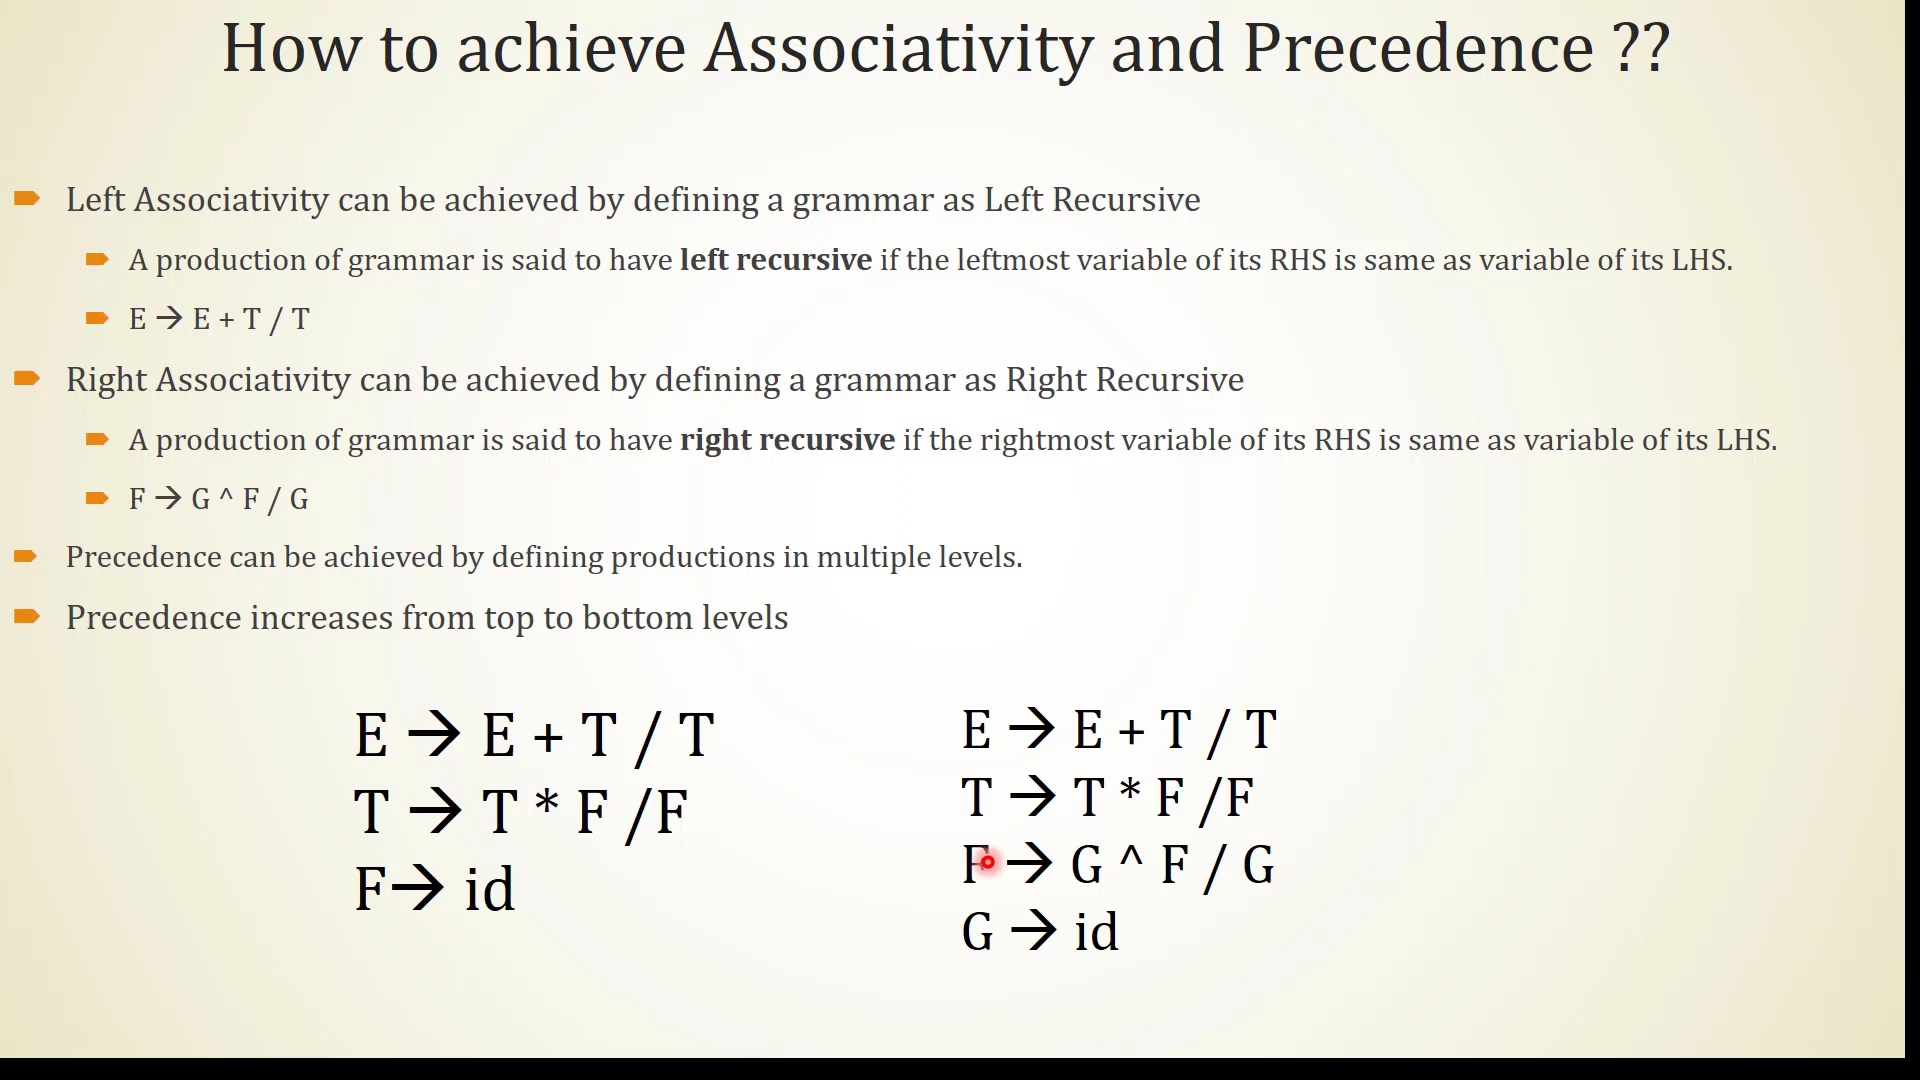 How to achieve Associativity and Precedence ??
Left Associativity can be achieved by defining a grammar as Left Recursive
A production of grammar is said to have left recursive if the leftmost variable of its RHS is same as variable of its LHS.
E → E + T / T
Right Associativity can be achieved by defining a grammar as Right Recursive
A production of grammar is said to have right recursive if the rightmost variable of its RHS is same as variable of its LHS.
F → G ^ F / G
Precedence can be achieved by defining productions in multiple levels.
Precedence increases from top to bottom levels
E → E + T / T
T → T * F /F
F→ id
E → E + T / T
T → T * F /F
F → G ^ F / G
G → id